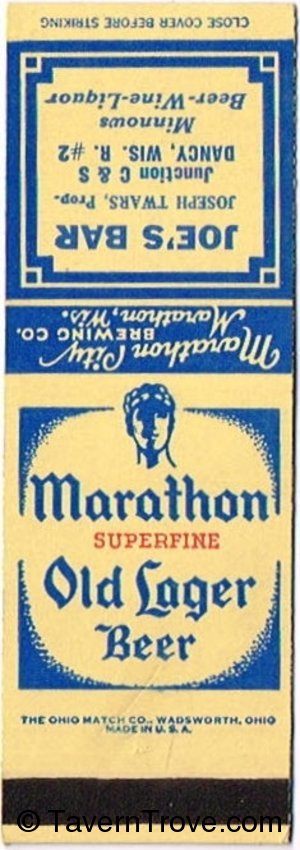 CLOSE COVER BEFORE STRIKING
JOE'S BAR
JOSEPH TWARS, Prop.
Junction C & S
DANCY, WIS. R. #2
Minnows
Beer-Wine-Liquor
Marathon City
BREWING CO.
Marathon, Wis.
Marathon
SUPERFINE
Old Lager
Beer
THE OHIO MATCH CO., WADSWORTH, OHIO
MADE IN U.S.A.
© TavernTrove.com